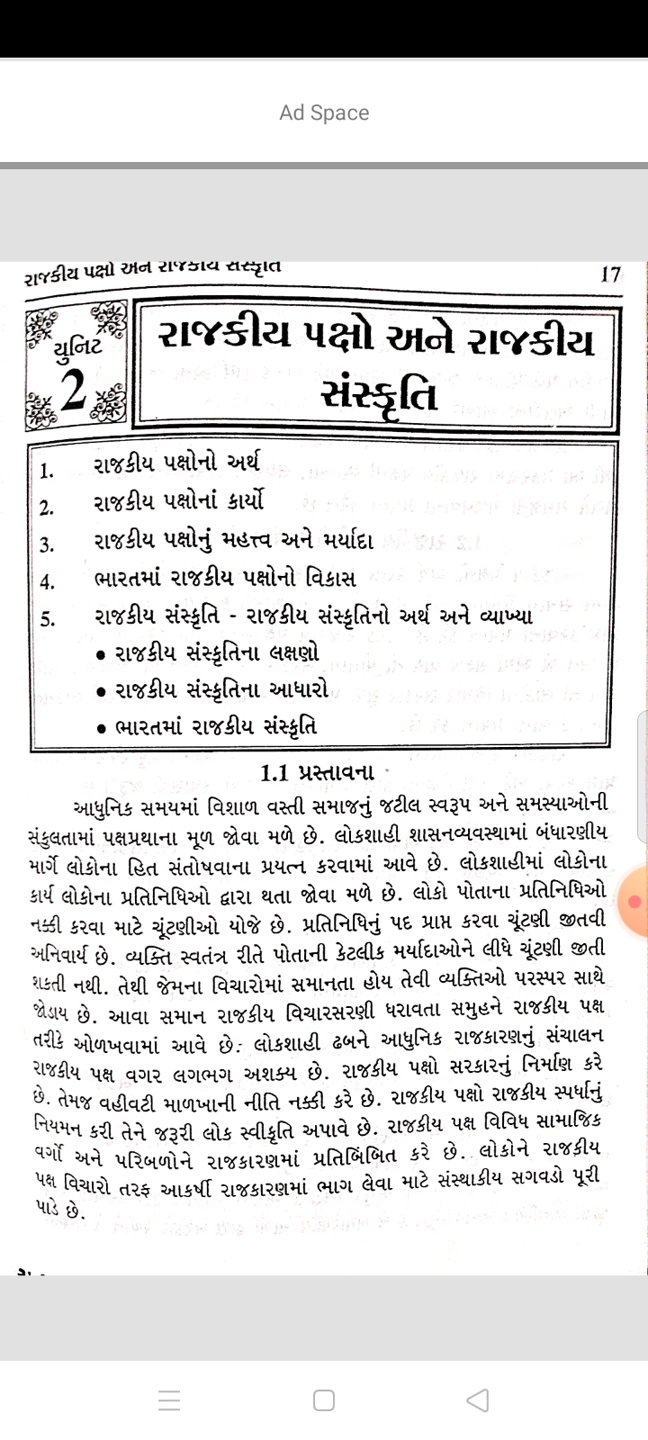 Ad Space
રાજકીય પક્ષો અને રાજકીય સંસ્કૃતિ
17
યુનિટ
2
રાજકીય પક્ષો અને રાજકીય
સંસ્કૃતિ
1. રાજકીય પક્ષોનો અર્થ
2. રાજકીય પક્ષોનાં કાર્યો
3. રાજકીય પક્ષોનું મહત્ત્વ અને મર્યાદા
4. ભારતમાં રાજકીય પક્ષોનો વિકાસ
5. રાજકીય સંસ્કૃતિ - રાજકીય સંસ્કૃતિનો અર્થ અને વ્યાખ્યા
• રાજકીય સંસ્કૃતિના લક્ષણો
• રાજકીય સંસ્કૃતિના આધારો
• ભારતમાં રાજકીય સંસ્કૃતિ
1.1 પ્રસ્તાવના
આધુનિક સમયમાં વિશાળ વસ્તી સમાજનું જટીલ સ્વરૂપ અને સમસ્યાઓની
સંકુલતામાં પક્ષપ્રથાના મૂળ જોવા મળે છે. લોકશાહી શાસનવ્યવસ્થામાં બંધારણીય
માર્ગે લોકોના હિત સંતોષવાના પ્રયત્ન કરવામાં આવે છે. લોકશાહીમાં લોકોના
કાર્ય લોકોના પ્રતિનિધિઓ દ્વારા થતા જોવા મળે છે. લોકો પોતાના પ્રતિનિધિઓ
નક્કી કરવા માટે ચૂંટણીઓ યોજે છે. પ્રતિનિધિનું પદ પ્રાપ્ત કરવા ચૂંટણી જીતવી
અનિવાર્ય છે. વ્યક્તિ સ્વતંત્ર રીતે પોતાની કેટલીક મર્યાદાઓને લીધે ચૂંટણી જીતી
શકતી નથી. તેથી જેમના વિચારોમાં સમાનતા હોય તેવી વ્યક્તિઓ પરસ્પર સાથે
જોડાય છે. આવા સમાન રાજકીય વિચારસરણી ધરાવતા સમુહને રાજકીય પક્ષ
તરીકે ઓળખવામાં આવે છે. લોકશાહી ઢબને આધુનિક રાજકારણનું સંચાલન
રાજકીય પક્ષ વગર લગભગ અશક્ય છે. રાજકીય પક્ષો સરકારનું નિર્માણ કરે
છે. તેમજ વહીવટી માળખાની નીતિ નક્કી કરે છે. રાજકીય પક્ષો રાજકીય સ્પર્ધાનું
નિયમન કરી તેને જરૂરી લોક સ્વીકૃતિ અપાવે છે. રાજકીય પક્ષ વિવિધ સામાજિક
વર્ગો અને પરિબળોને રાજકારણમાં પ્રતિબિંબિત કરે છે. લોકોને રાજકીય
પક્ષ વિચારો તરફ આકર્ષી રાજકારણમાં ભાગ લેવા માટે સંસ્થાકીય સગવડો પૂરી
પાડે છે.